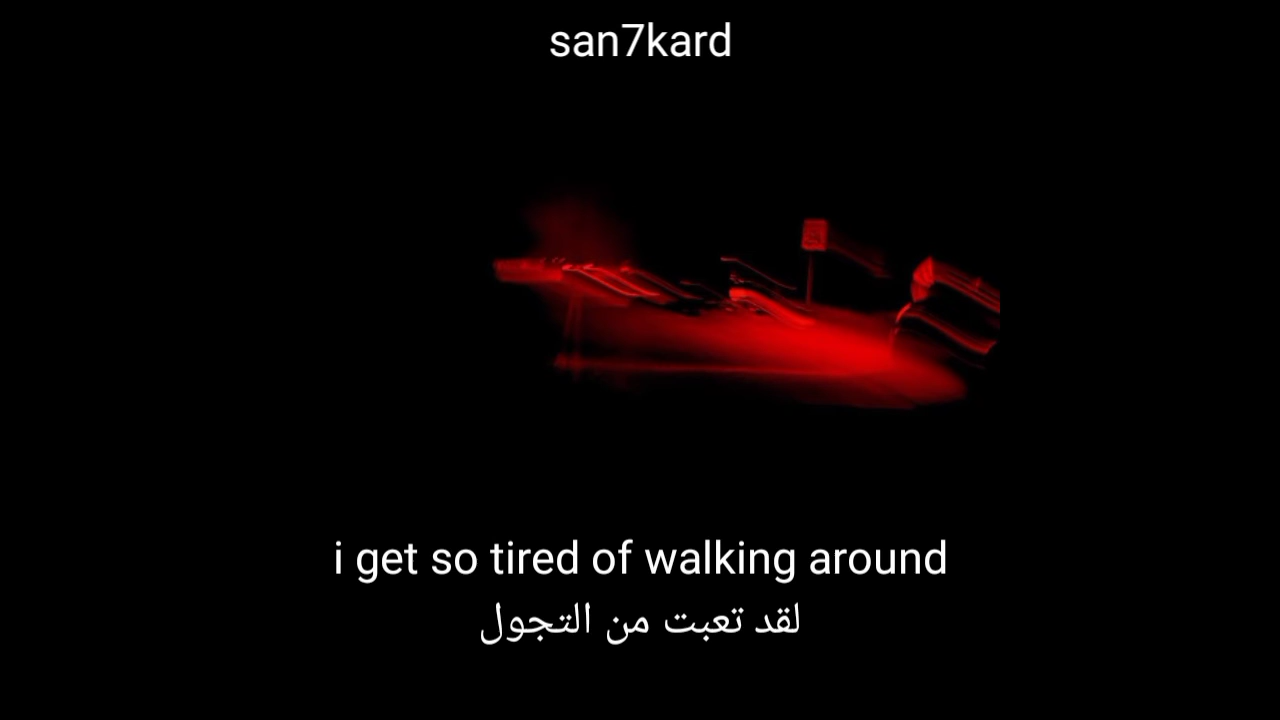 san7kard
i get so tired of walking around
لقد تعبت من التجول